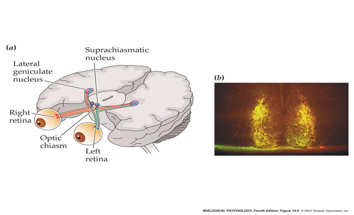 (a)
Suprachiasmatic
nucleus
Lateral
geniculate
nucleus
(b)
Right
retina
Optic
chiasm
Left
retina
BIOLOGICAL PSYCHOLOGY, Fourth Edition, Figure 14.5 © 2004 Sinauer Associates, Inc.